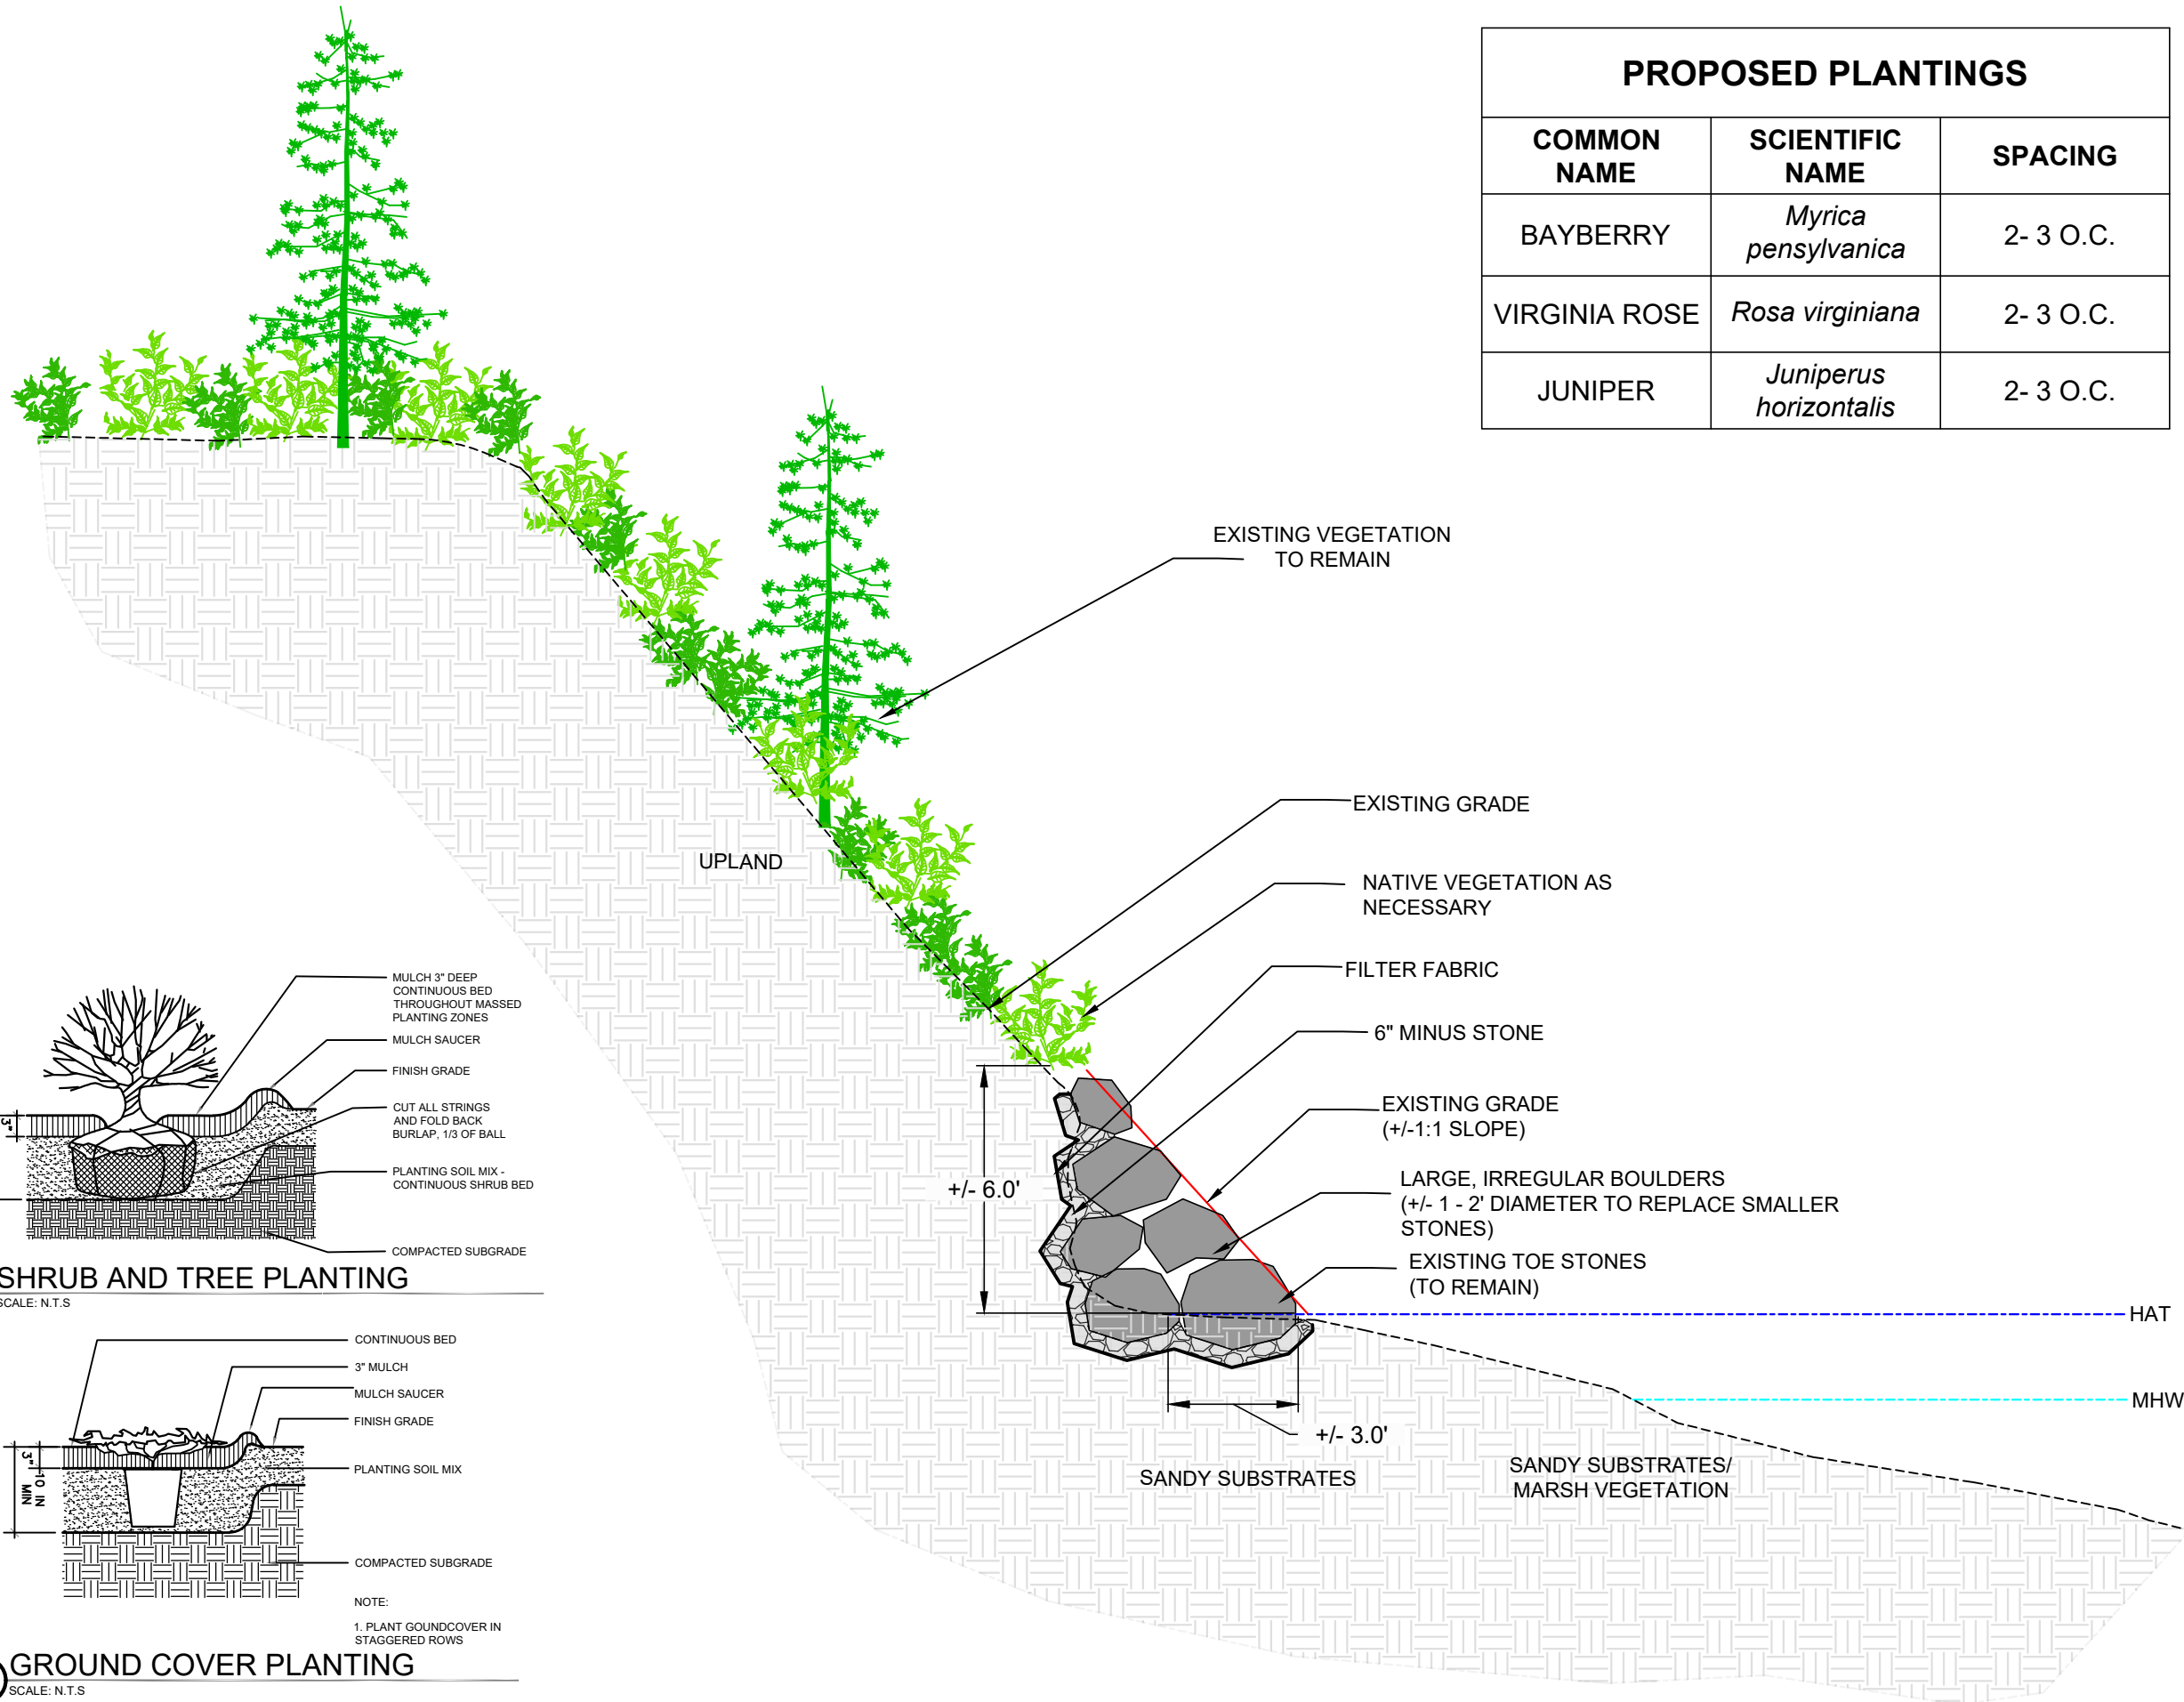 PROPOSED PLANTINGS
COMMON NAME
SCIENTIFIC NAME
SPACING
BAYBERRY
Myrica
pensylvanica
2- 3 O.C.
VIRGINIA ROSE
Rosa virginiana
2- 3 O.C.
JUNIPER
Juniperus
horizontalis
2- 3 O.C.
EXISTING VEGETATION
TO REMAIN
EXISTING GRADE
UPLAND
NATIVE VEGETATION AS
NECESSARY
FILTER FABRIC
6" MINUS STONE
EXISTING GRADE
(+/-1:1 SLOPE)
LARGE, IRREGULAR BOULDERS
(+/- 1 - 2' DIAMETER TO REPLACE SMALLER
STONES)
EXISTING TOE STONES
(TO REMAIN)
+/- 6.0'
HAT
MHW
+/- 3.0'
SANDY SUBSTRATES
SANDY SUBSTRATES/
MARSH VEGETATION
MULCH 3" DEEP
CONTINUOUS BED
THROUGHOUT MASSED
PLANTING ZONES
MULCH SAUCER
FINISH GRADE
CUT ALL STRINGS
AND FOLD BACK
BURLAP, 1/3 OF BALL
PLANTING SOIL MIX -
CONTINUOUS SHRUB BED
COMPACTED SUBGRADE
3"
SHRUB AND TREE PLANTING
SCALE: N.T.S
CONTINUOUS BED
3" MULCH
MULCH SAUCER
FINISH GRADE
PLANTING SOIL MIX
COMPACTED SUBGRADE
3"
10 IN
MIN
NOTE:
1. PLANT GOUNDCOVER IN
STAGGERED ROWS
GROUND COVER PLANTING
SCALE: N.T.S